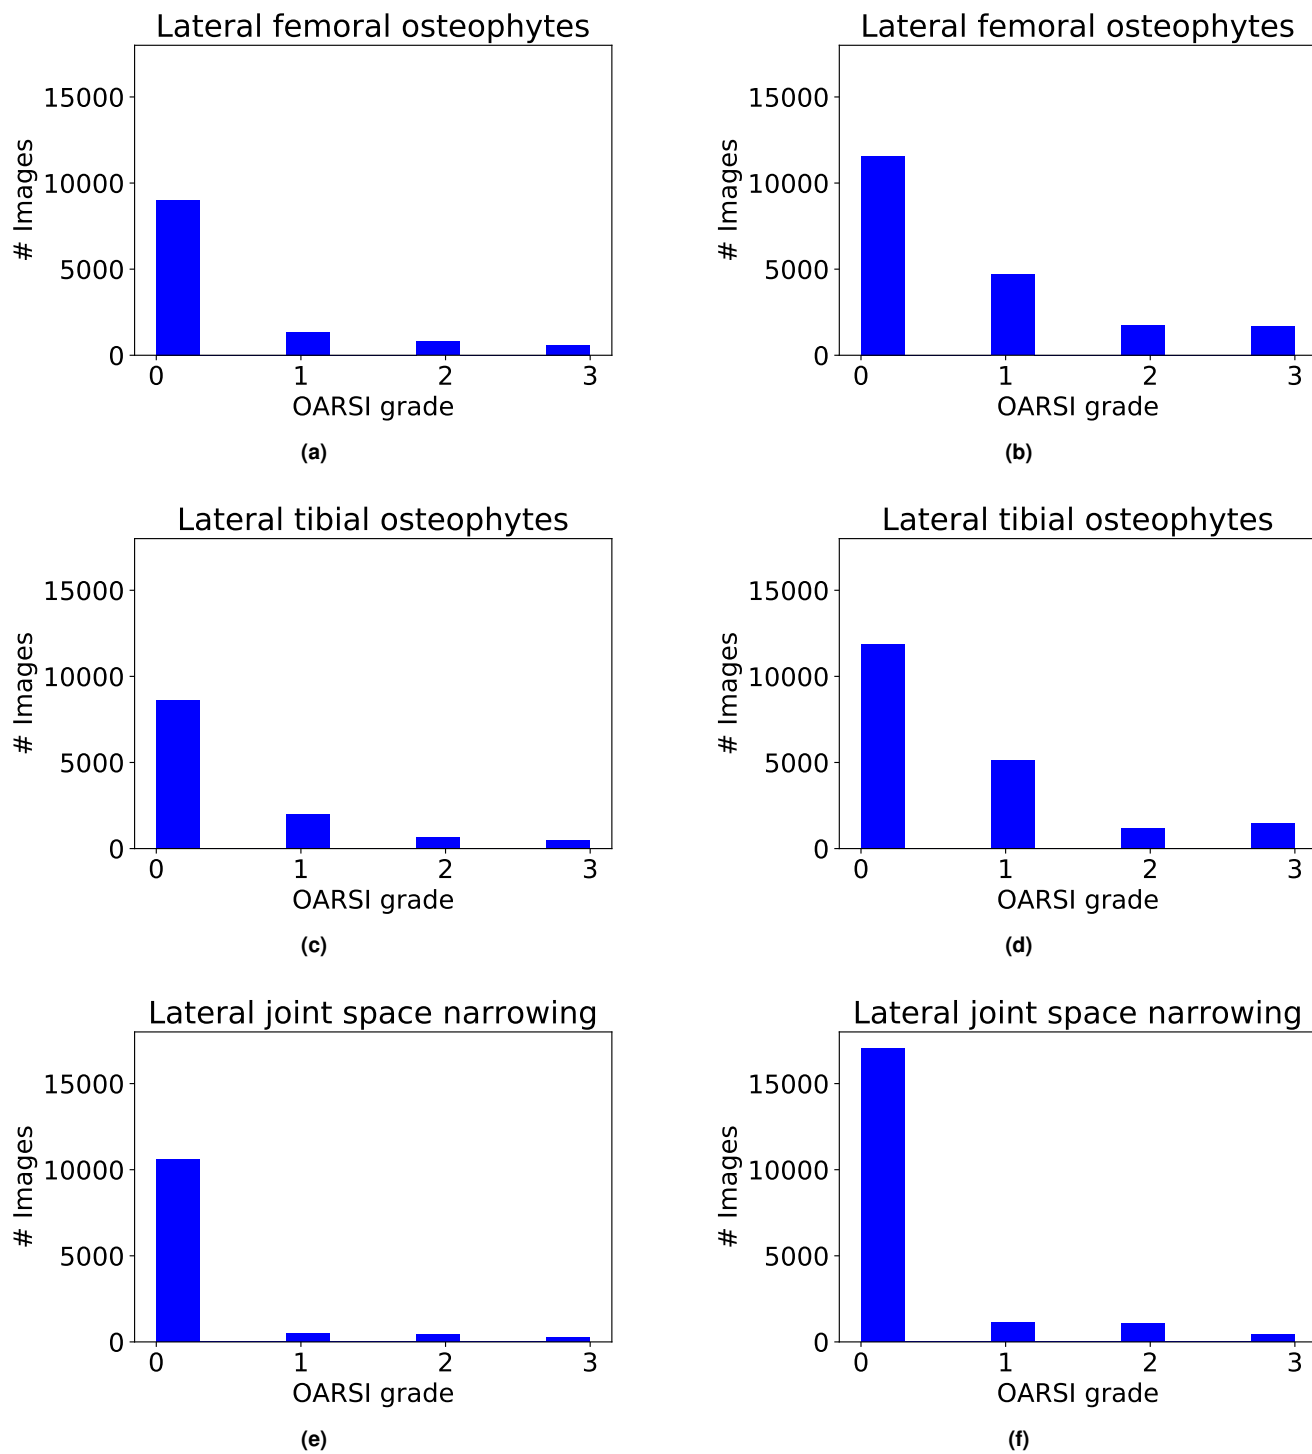 Lateral femoral osteophytes
15000
10000
5000
0
# Images
0 1 2 3
OARSI grade
(a)
Lateral femoral osteophytes
15000
10000
5000
0
# Images
0 1 2 3
OARSI grade
(b)
Lateral tibial osteophytes
15000
10000
5000
0
# Images
0 1 2 3
OARSI grade
(c)
Lateral tibial osteophytes
15000
10000
5000
0
# Images
0 1 2 3
OARSI grade
(d)
Lateral joint space narrowing
15000
10000
5000
0
# Images
0 1 2 3
OARSI grade
(e)
Lateral joint space narrowing
15000
10000
5000
0
# Images
0 1 2 3
OARSI grade
(f)